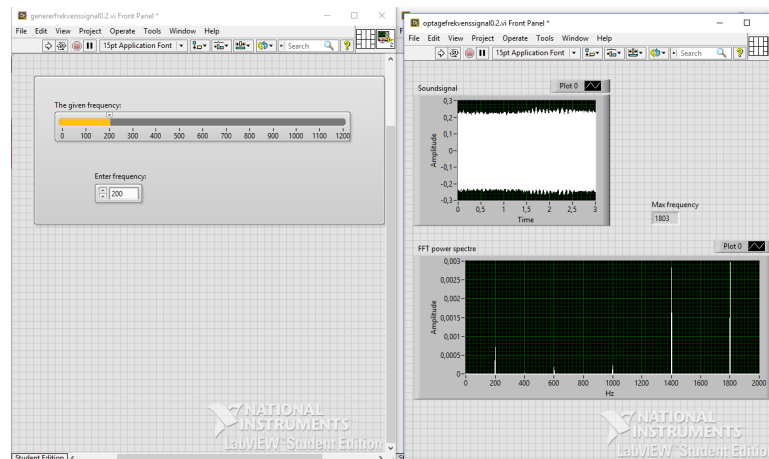 genererfrekvenssignal0.2.vi Front Panel *
File Edit View Project Operate Tools Window Help
15pt Application Font
Search
2
The given frequency:
0 100 200 300 400 500 600 700 800 900 1000 1100 1200
Enter frequency:
200
NATIONAL
INSTRUMENTS
LabVIEW Student Edition
Student Edition
optagefrekvenssignal0.2.vi Front Panel *
File Edit View Project Operate Tools Window Help
15pt Application Font
Search
Soundsignal
Plot 0
Amplitude
0,3
0,2
0,1
0
-0,1
-0,2
-0,3
0 0,5 1 1,5 2 2,5 3
Time
Max frequency
1803
FFT power spectre
Plot 0
Amplitude
0,003
0,0025
0,002
0,0015
0,001
0,0005
0
0 200 400 600 800 1000 1200 1400 1600 1800 2000
Hz
NATIONAL
INSTRUMENTS
LabVIEW Student Editio